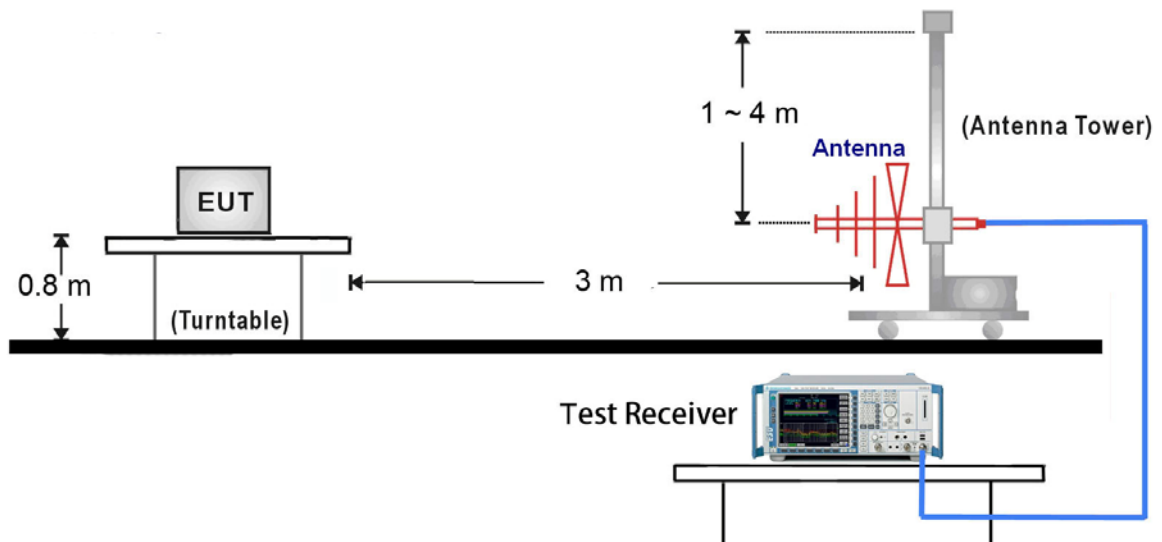 1 ~ 4 m
(Antenna Tower)
Antenna
EUT
0.8 m
3 m
(Turntable)
Test Receiver